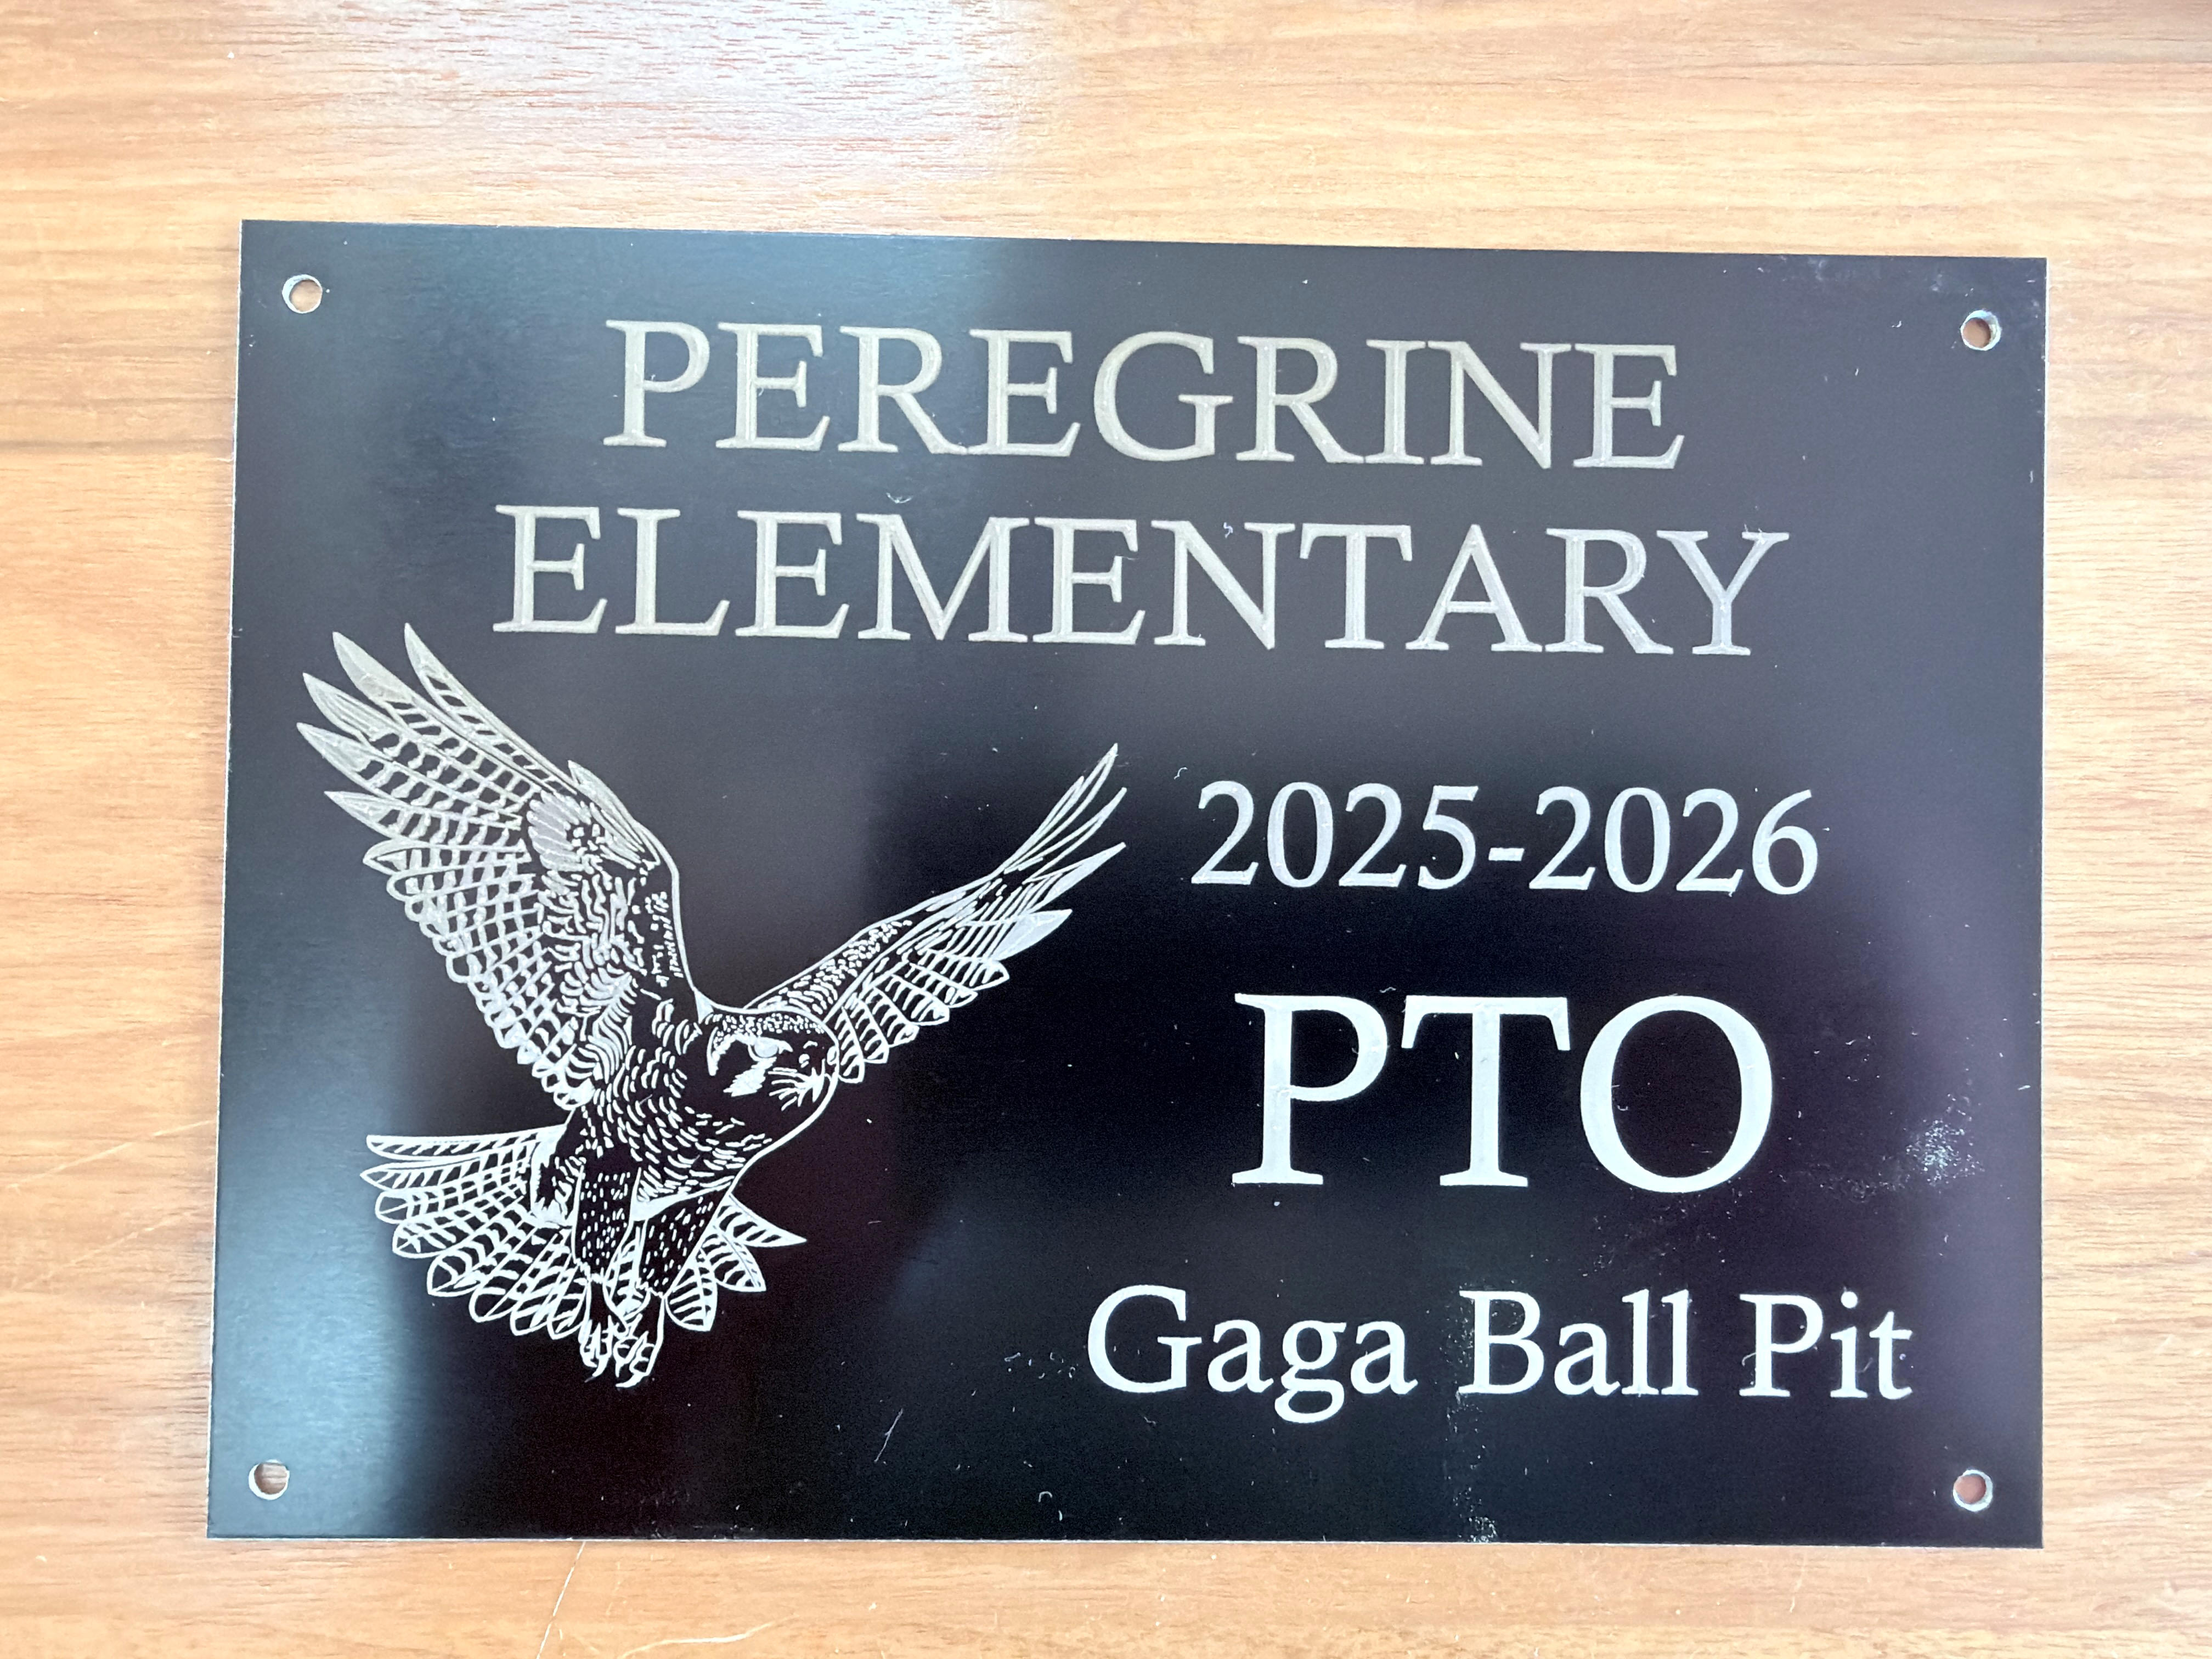 PEREGRINE
ELEMENTARY
2025-2026
PTO
Gaga Ball Pit